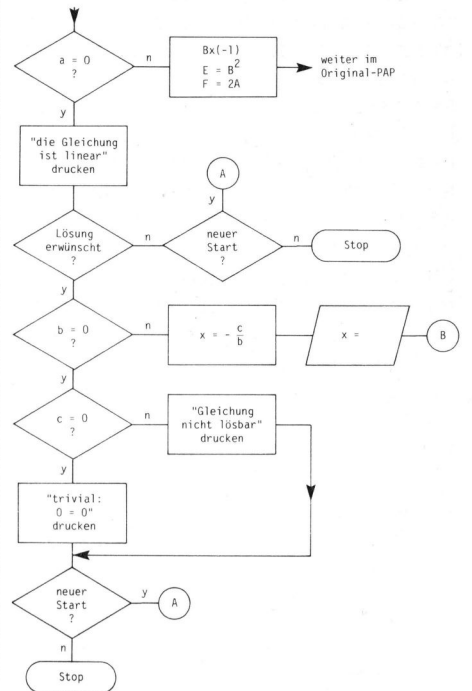 a = 0
?
n
Bx(-1)
E = B²
F = 2A
weiter im
Original-PAP
y
"die Gleichung
ist linear"
drucken
A
y
Lösung
erwünscht
?
n
neuer
Start
?
n
Stop
y
b = 0
?
n
x = - c/b
x =
B
y
c = 0
?
n
"Gleichung
nicht lösbar"
drucken
y
"trivial:
0 = 0"
drucken
neuer
Start
?
y
A
n
Stop